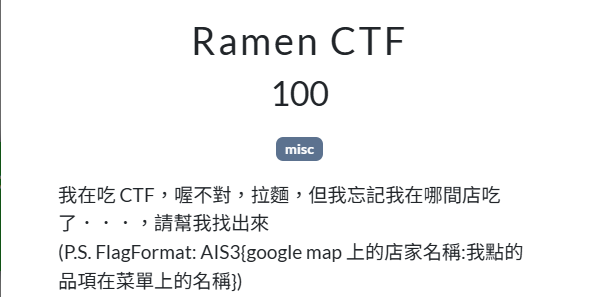 Ramen CTF
100
misc
我在吃 CTF，喔不對，拉麵，但我忘記我在哪間店吃
了・・・，請幫我找出來
(P.S. FlagFormat: AIS3{google map 上的店家名稱:我點的
品項在菜單上的名稱})